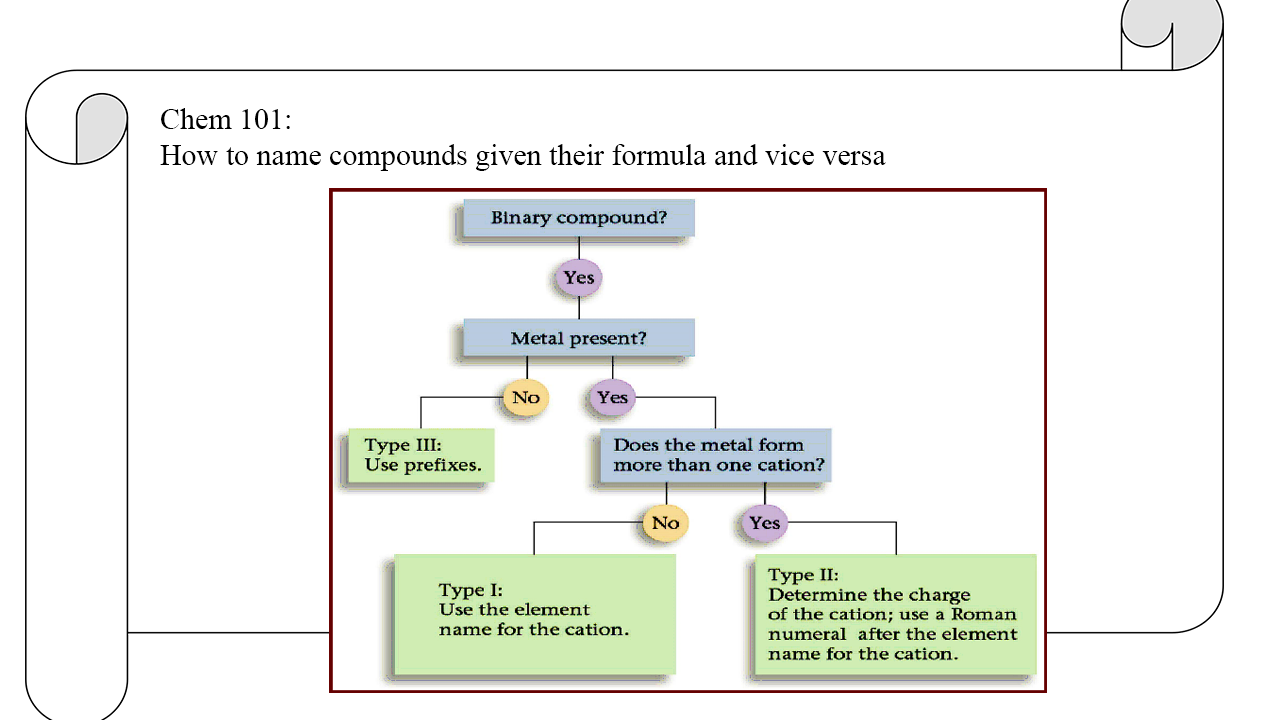 Chem 101:
How to name compounds given their formula and vice versa
Binary compound?
Yes
Metal present?
No
Yes
Type III:
Use prefixes.
Does the metal form
more than one cation?
No
Yes
Type I:
Use the element
name for the cation.
Type II:
Determine the charge
of the cation; use a Roman
numeral after the element
name for the cation.